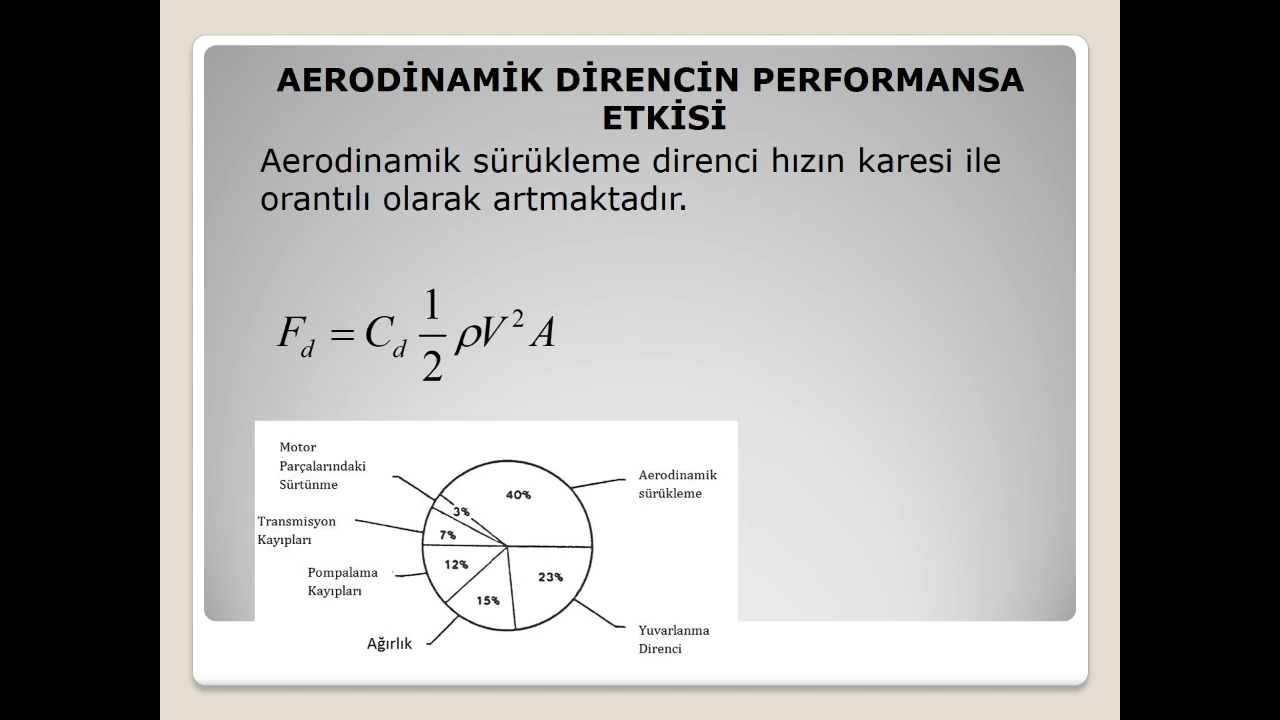 AERODİNAMİK DİRENCİN PERFORMANSA
ETKİSİ
Aerodinamik sürükleme direnci hızın karesi ile
orantılı olarak artmaktadır.
F_d = C_d 1/2 ρV² A
Motor
Parçalarındaki
Sürtünme
Transmisyon
Kayıpları
Pompalama
Kayıpları
Ağırlık
Aerodinamik
sürükleme
Yuvarlanma
Direnci
40%
3%
7%
12%
15%
23%